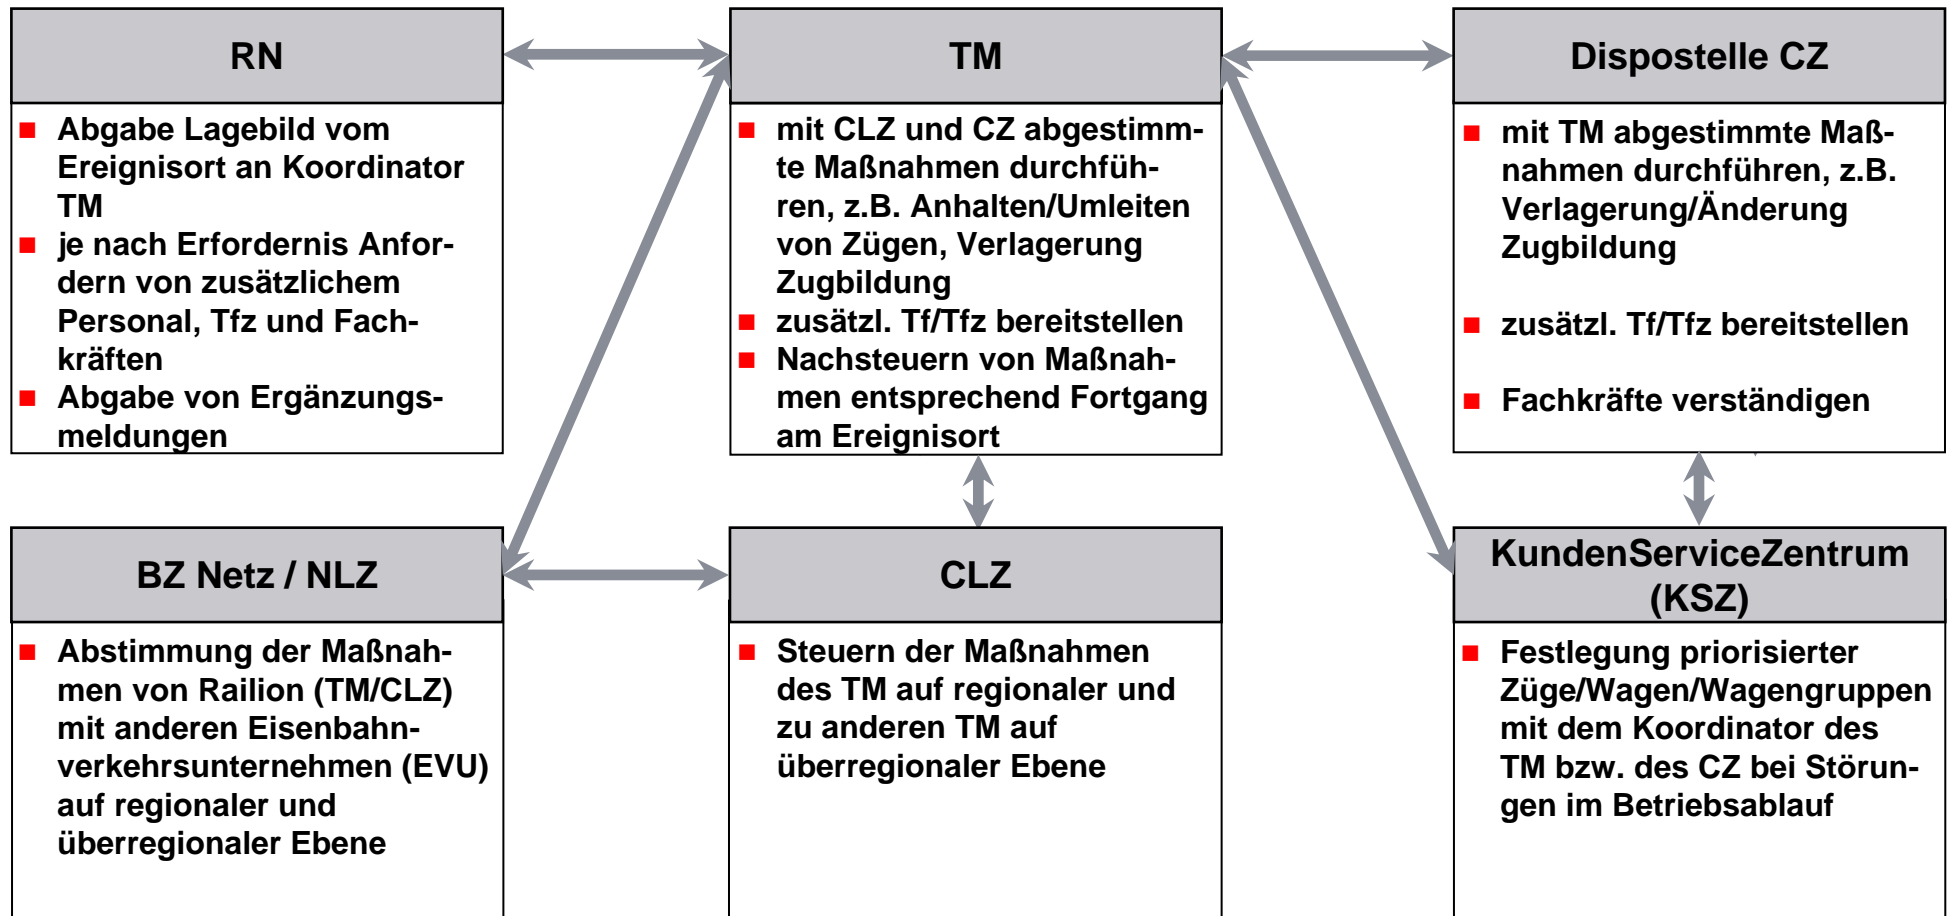 RN
Abgabe Lagebild vom
Ereignisort an Koordinator
TM
je nach Erfordernis Anfor-
dern von zusätzlichem
Personal, Tfz und Fach-
kräften
Abgabe von Ergänzungs-
meldungen
TM
mit CLZ und CZ abgestimm-
te Maßnahmen durchfüh-
ren, z.B. Anhalten/Umleiten
von Zügen, Verlagerung
Zugbildung
zusätzl. Tf/Tfz bereitstellen
Nachsteuern von Maßnah-
men entsprechend Fortgang
am Ereignisort
Dispostelle CZ
mit TM abgestimmte Maß-
nahmen durchführen, z.B.
Verlagerung/Änderung
Zugbildung
zusätzl. Tf/Tfz bereitstellen
Fachkräfte verständigen
BZ Netz / NLZ
Abstimmung der Maßnah-
men von Railion (TM/CLZ)
mit anderen Eisenbahn-
verkehrsunternehmen (EVU)
auf regionaler und
überregionaler Ebene
CLZ
Steuern der Maßnahmen
des TM auf regionaler und
zu anderen TM auf
überregionaler Ebene
KundenServiceZentrum
(KSZ)
Festlegung priorisierter
Züge/Wagen/Wagengruppen
mit dem Koordinator des
TM bzw. des CZ bei Störun-
gen im Betriebsablauf